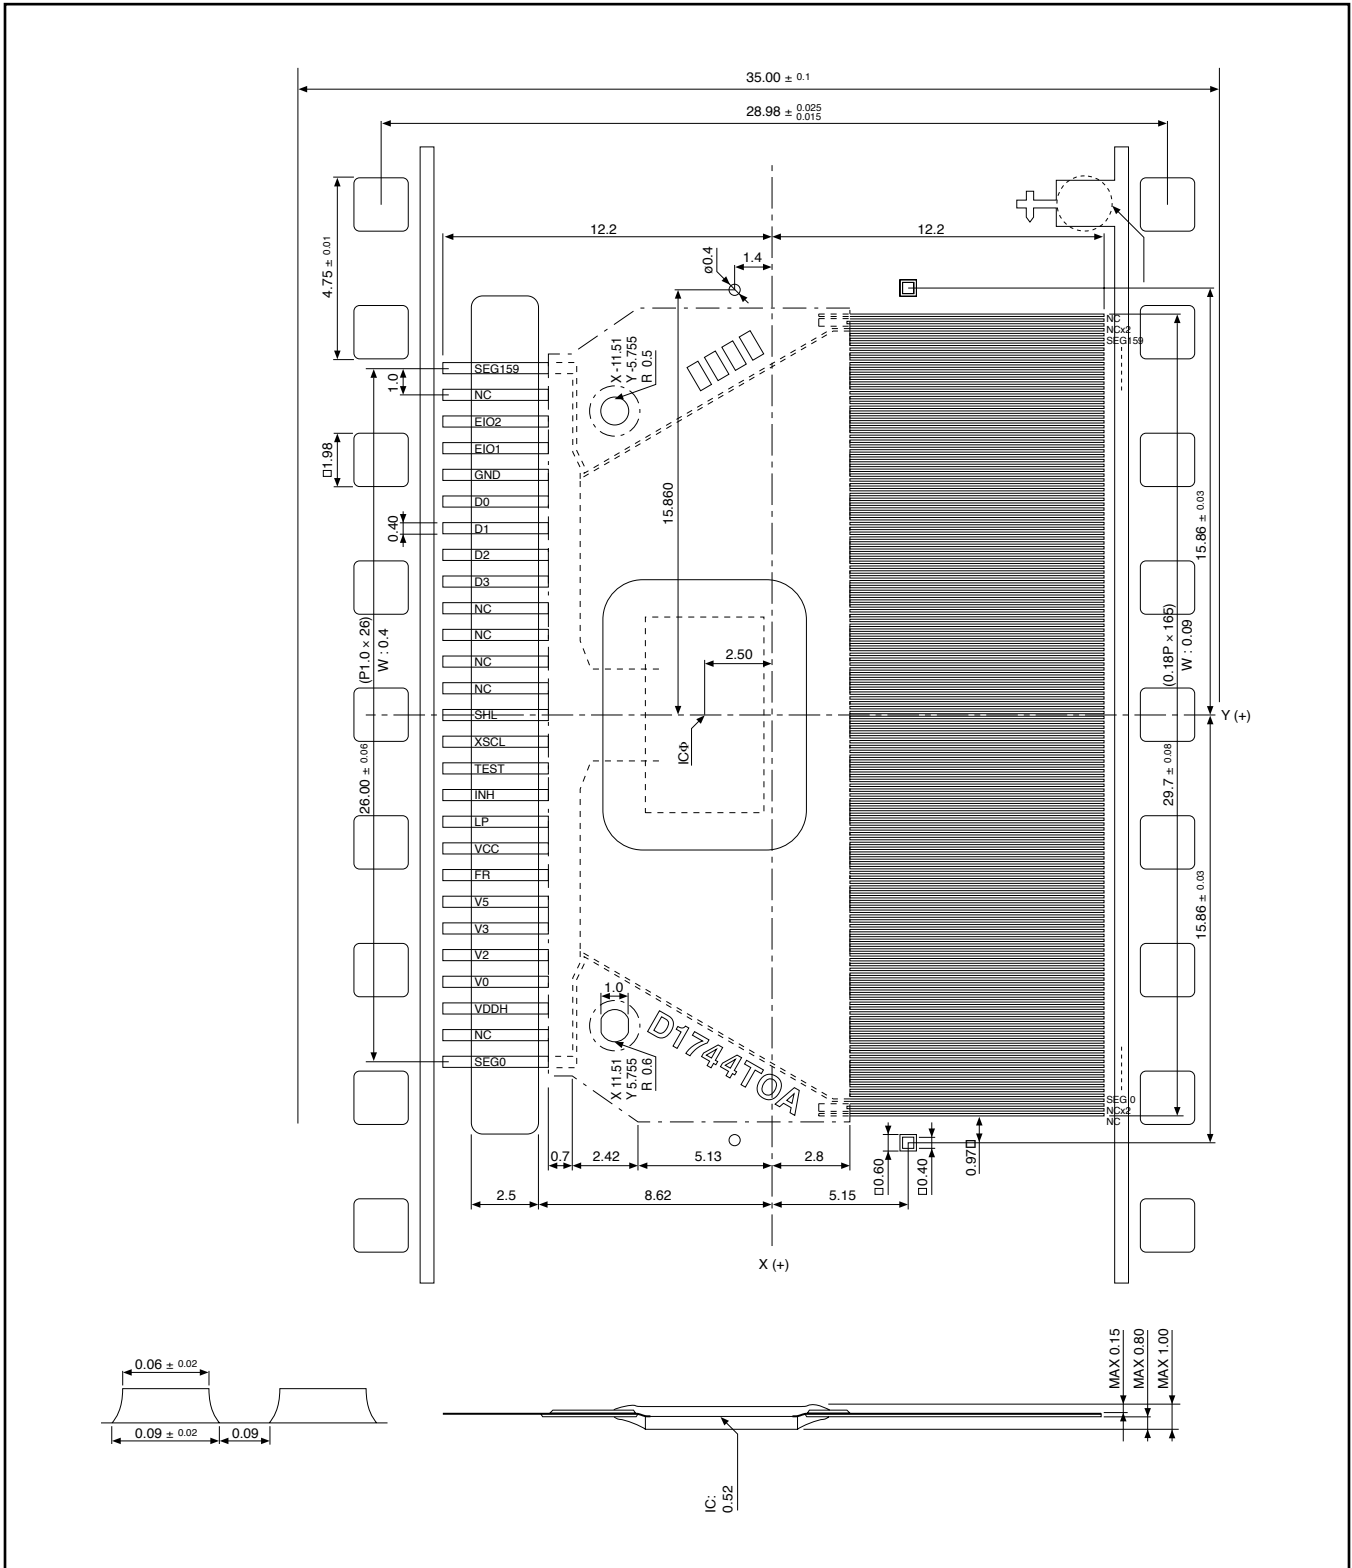 35.00 ± 0.1
28.98 ± 0.025 0.015
12.2
12.2
4.75 ± 0.01
ø0.4
1.4
NC
NCx2
SEG159
X -11.51
Y -5.755
R 0.5
SEG159
1.0
NC
EIO2
EIO1
□1.98
GND
D0
15.860
15.86 ± 0.03
0.40
D1
D2
D3
NC
(P1.0 × 26)
W : 0.4
(0.18P × 165)
W : 0.09
NC
NC
2.50
NC
SHL
Y (+)
ICΦ
XSCL
26.00 ± 0.06
29.7 ± 0.08
TEST
INH
LP
VCC
FR
15.86 ± 0.03
V5
V3
V2
V0
1.0
VDDH
D1744TOA
NC
X 11.51
Y 5.755
R 0.6
SEG0
SEG 0
NCx2
NC
0.7
2.42
5.13
2.8
□0.60
□0.40
0.97□
2.5
8.62
5.15
X (+)
MAX 0.15
MAX 0.80
MAX 1.00
0.06 ± 0.02
0.09 ± 0.02
0.09
IC:
0.52